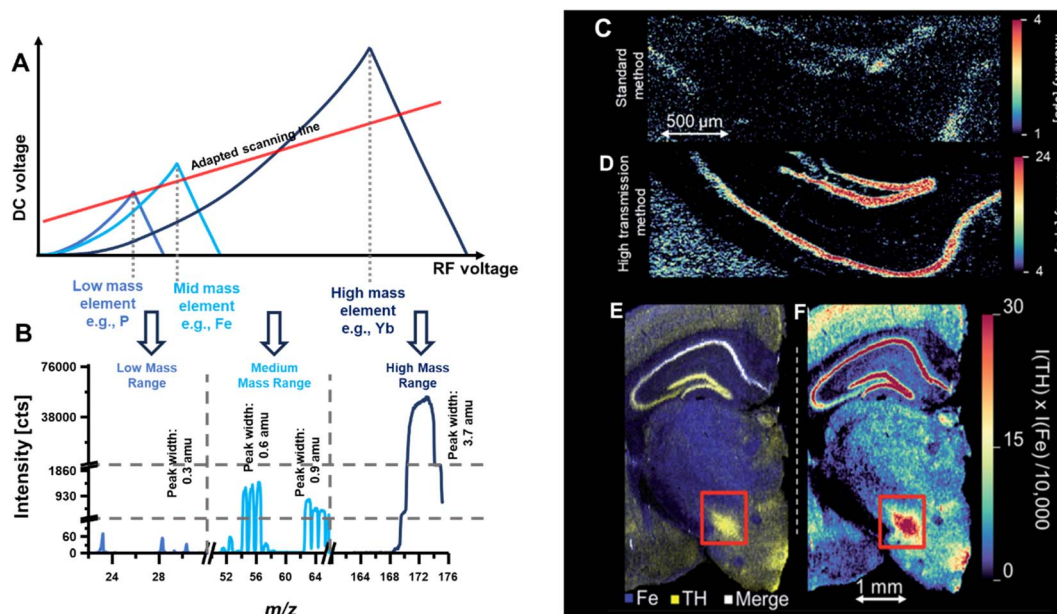 A
DC voltage
Adapted scanning line
RF voltage
Low mass
element
e.g., P
Mid mass
element
e.g., Fe
High mass
element
e.g., Yb
B
Low Mass
Range
Medium
Mass Range
High Mass
Range
Intensity [cts]
76000
38000
1860
930
60
0
Peak width:
0.3 amu
Peak width:
0.6 amu
Peak width:
0.9 amu
Peak width:
3.7 amu
24 28 52 56 60 64 164 168 172 176
m/z
C
Standard
method
500 µm
4
1
D
High transmission
method
24
4
E
F
Fe TH Merge
1 mm
30
15
0
I(TH) x I(Fe) /10,000